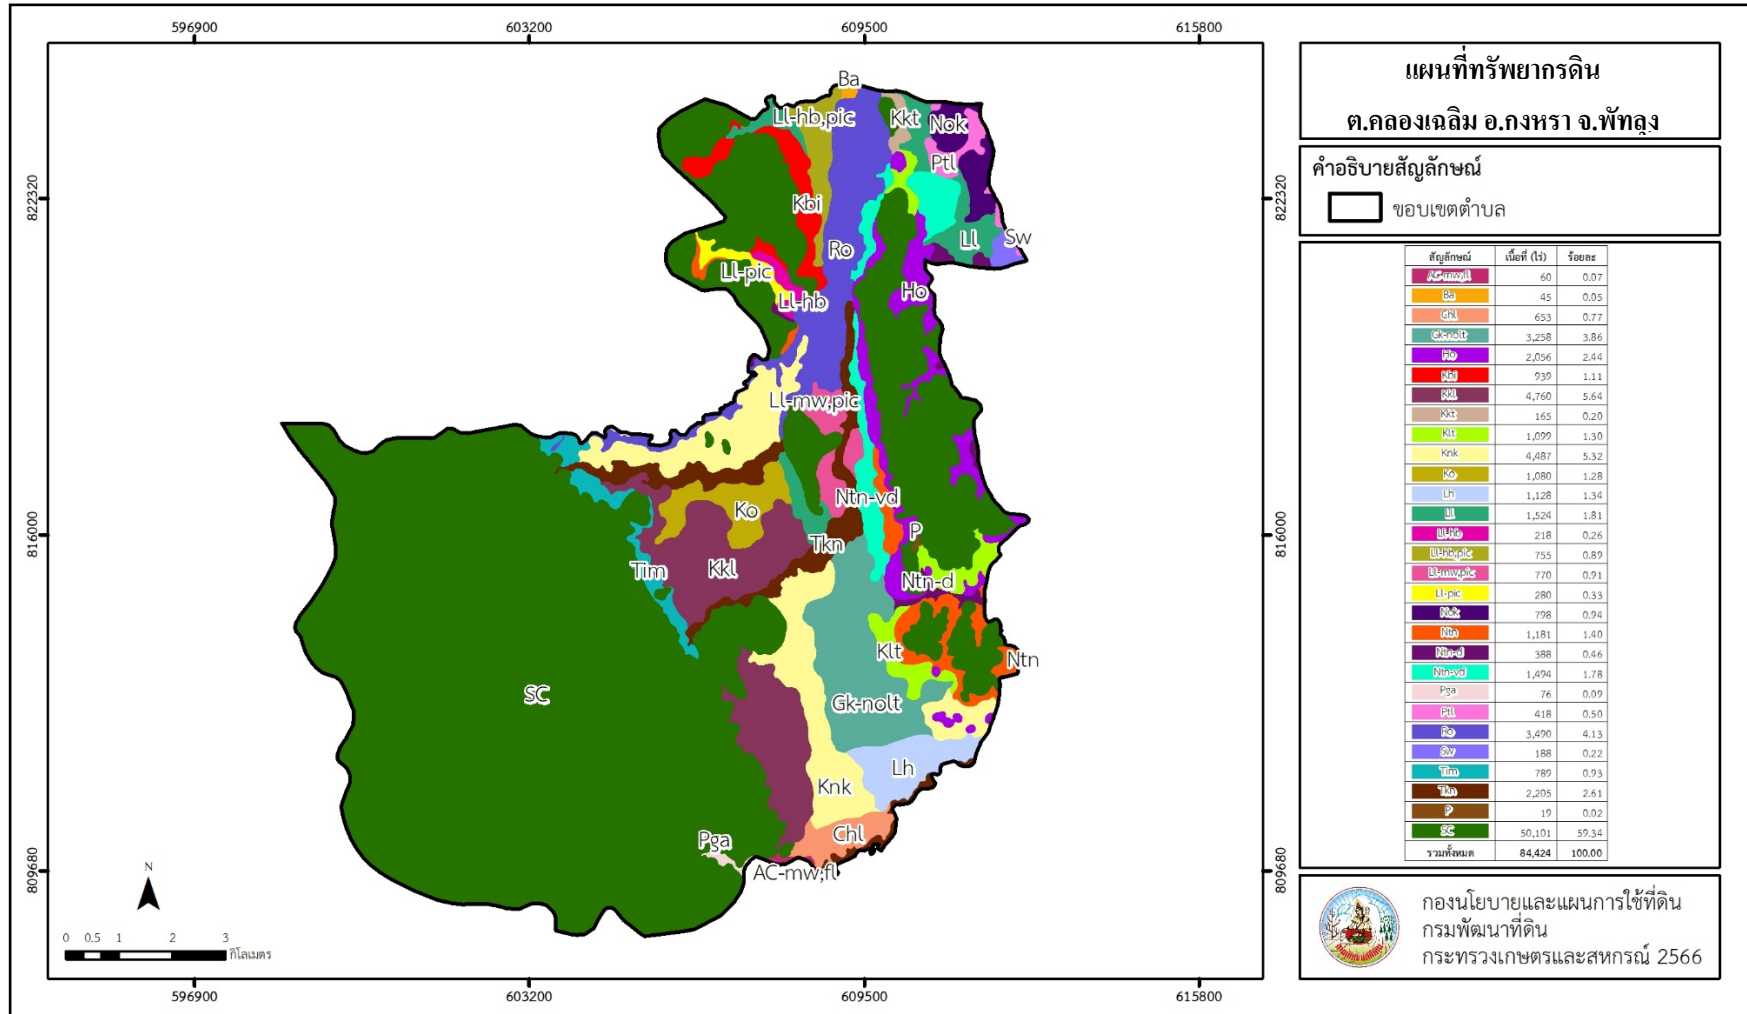 596900
603200
609500
615800
822320
816000
809680
822320
816000
809680
596900
603200
609500
615800
Ba
Ll-hb,pic
Kkt
Nok
Ptl
Kbi
Ro
Ll
Sw
Ll-pic
Ll-hb
Ho
Ll-mw,pic
Ko
Ntn-vd
P
Tkn
Tim
Kkl
Ntn-d
Klt
Ntn
SC
Gk-nolt
Lh
Knk
Chl
Pga
AC-mw,fl
N
0 0.5 1 2 3
กิโลเมตร
แผนที่ทรัพยากรดิน
ต.คลองเฉลิม อ.กงหรา จ.พัทลุง
คำอธิบายสัญลักษณ์
ขอบเขตตำบล
สัญลักษณ์ เนื้อที่ (ไร่) ร้อยละ
AC-mw,fl 60 0.07
Ba 45 0.05
Chl 653 0.77
Gk-nolt 3,258 3.86
Ho 2,056 2.44
Kbi 939 1.11
Kkl 4,760 5.64
Kkt 165 0.20
Klt 1,099 1.30
Knk 4,487 5.32
Ko 1,080 1.28
Lh 1,128 1.34
Ll 1,524 1.81
Ll-hb 218 0.26
Ll-hb,pic 755 0.89
Ll-mw,pic 770 0.91
Ll-pic 280 0.33
Nok 798 0.94
Ntn 1,181 1.40
Ntn-d 388 0.46
Ntn-vd 1,494 1.78
Pga 76 0.09
Ptl 418 0.50
Ro 3,490 4.13
Sw 188 0.22
Tim 789 0.93
Tkn 2,205 2.61
P 19 0.02
SC 50,101 59.34
รวมทั้งหมด 84,424 100.00
กองนโยบายและแผนการใช้ที่ดิน
กรมพัฒนาที่ดิน
กระทรวงเกษตรและสหกรณ์ 2566